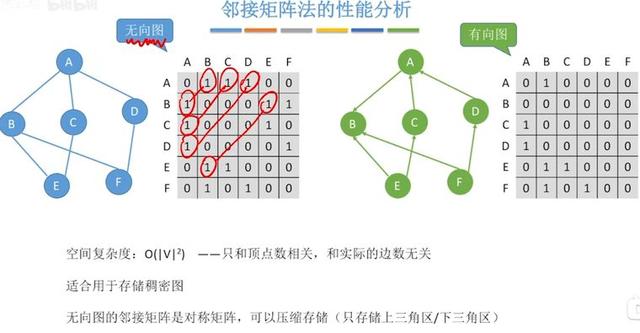 邻接矩阵法的性能分析
无向图
A
B
C
D
E
F
A B C D E F
A 0 1 1 1 0 0
B 1 0 0 0 1 1
C 1 0 0 0 1 0
D 1 0 0 0 0 1
E 0 1 1 0 0 0
F 0 1 0 1 0 0
有向图
A
B
C
D
E
F
A B C D E F
A 0 1 0 0 0 0
B 0 0 0 0 0 0
C 1 0 0 0 0 0
D 1 0 0 0 0 0
E 0 1 1 0 0 0
F 0 1 0 1 0 0
空间复杂度：O(|V|²) ——只和顶点数相关，和实际的边数无关
适合用于存储稠密图
无向图的邻接矩阵是对称矩阵，可以压缩存储（只存储上三角区/下三角区）